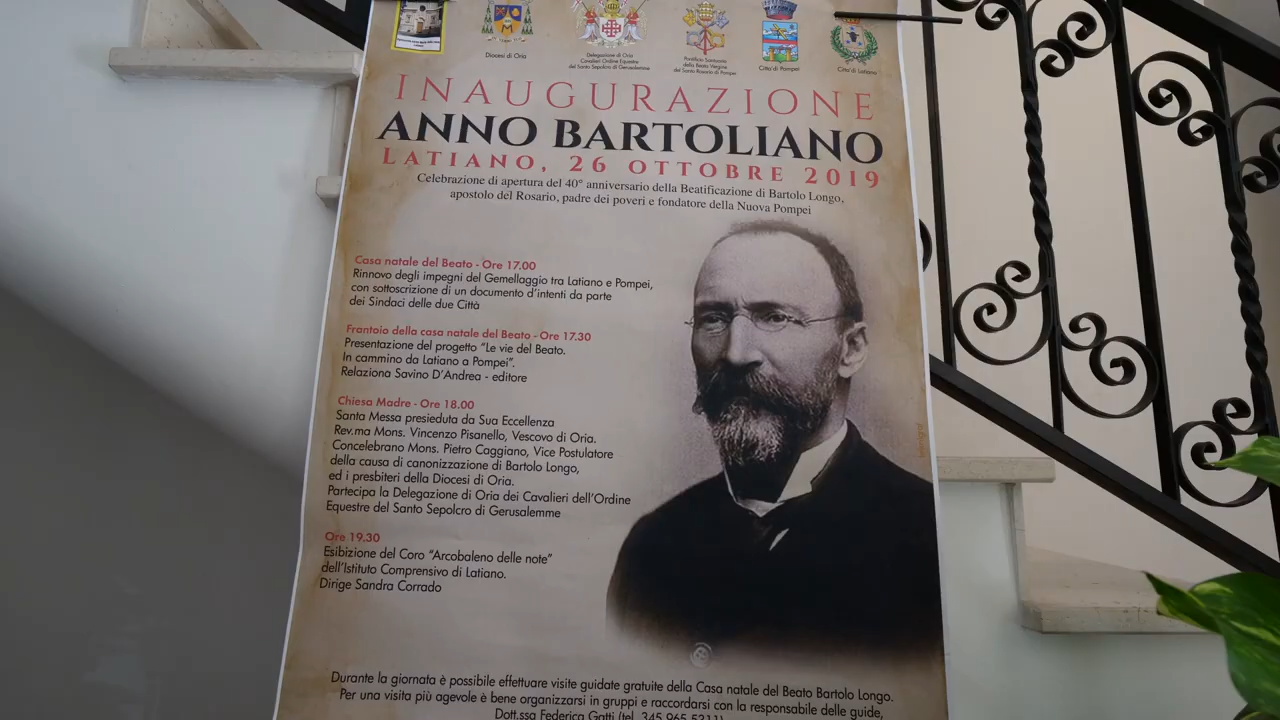 Diocesi di Oria
Delegazione di Oria
Cavalieri Ordine Equestre
del Santo Sepolcro di Gerusalemme
Pontificio Santuario
della Beata Vergine
del Santo Rosario di Pompei
Citta' di Pompei
Citta' di Latiano
INAUGURAZIONE
ANNO BARTOLIANO
LATIANO, 26 OTTOBRE 2019
Celebrazione di apertura del 40° anniversario della Beatificazione di Bartolo Longo,
apostolo del Rosario, padre dei poveri e fondatore della Nuova Pompei
Casa natale del Beato - Ore 17.00
Rinnovo degli impegni del Gemellaggio tra Latiano e Pompei,
con sottoscrizione di un documento d'intenti da parte
dei Sindaci delle due Città
Frantoio della casa natale del Beato - Ore 17.30
Presentazione del progetto "Le vie del Beato.
In cammino da Latiano a Pompei".
Relaziona Savino D'Andrea - editore
Chiesa Madre - Ore 18.00
Santa Messa presieduta da Sua Eccellenza
Rev.ma Mons. Vincenzo Pisanello, Vescovo di Oria.
Concelebrano Mons. Pietro Caggiano, Vice Postulatore
della causa di canonizzazione di Bartolo Longo,
ed i presbiteri della Diocesi di Oria.
Partecipa la Delegazione di Oria dei Cavalieri dell'Ordine
Equestre del Santo Sepolcro di Gerusalemme
Ore 19.30
Esibizione del Coro "Arcobaleno delle note"
dell'Istituto Comprensivo di Latiano.
Dirige Sandra Corrado
Durante la giornata è possibile effettuare visite guidate gratuite della Casa natale del Beato Bartolo Longo.
Per una visita più agevole è bene organizzarsi in gruppi e raccordarsi con la responsabile delle guide,
Dott.ssa Federica Gatti (tel. 345 965 5311)